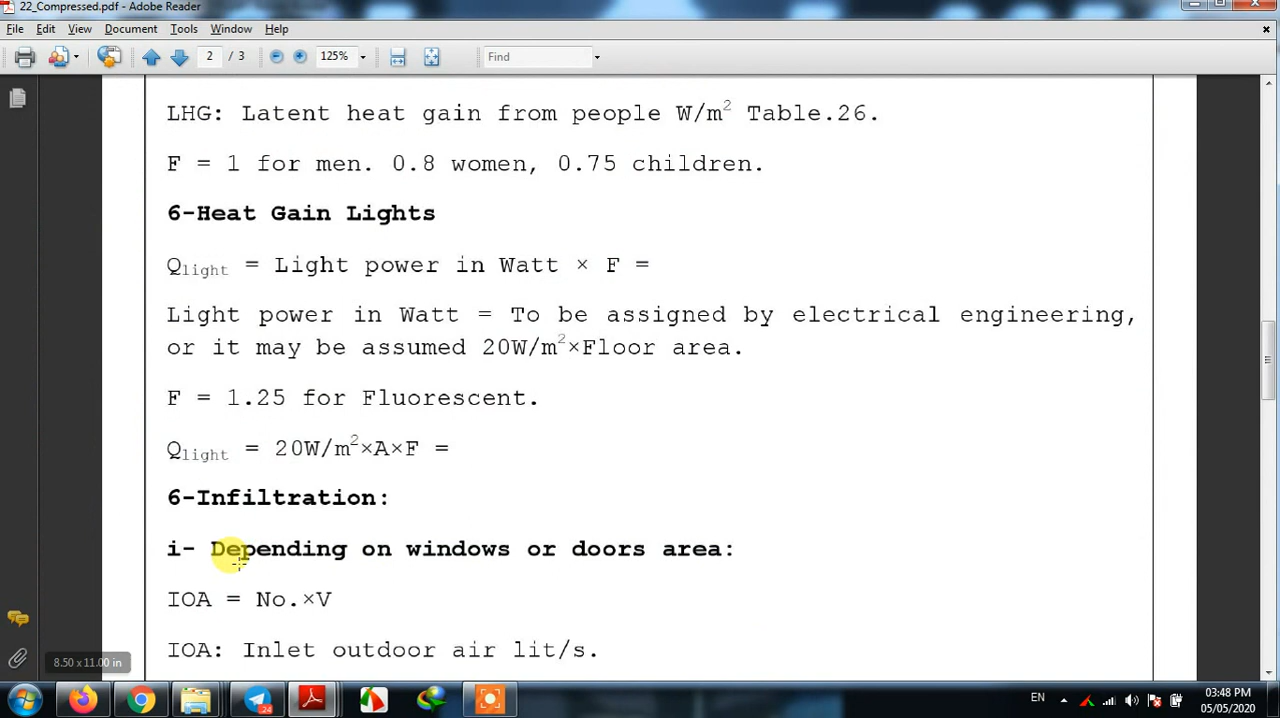 22_Compressed.pdf - Adobe Reader
File Edit View Document Tools Window Help
2 / 3 125% Find
LHG: Latent heat gain from people W/m² Table.26.
F = 1 for men. 0.8 women, 0.75 children.
6-Heat Gain Lights
Qlight = Light power in Watt × F =
Light power in Watt = To be assigned by electrical engineering,
or it may be assumed 20W/m²×Floor area.
F = 1.25 for Fluorescent.
Qlight = 20W/m²×A×F =
6-Infiltration:
i- Depending on windows or doors area:
IOA = No.×V
IOA: Inlet outdoor air lit/s.
8.50 x 11.00 in
24
EN 03:48 PM
05/05/2020